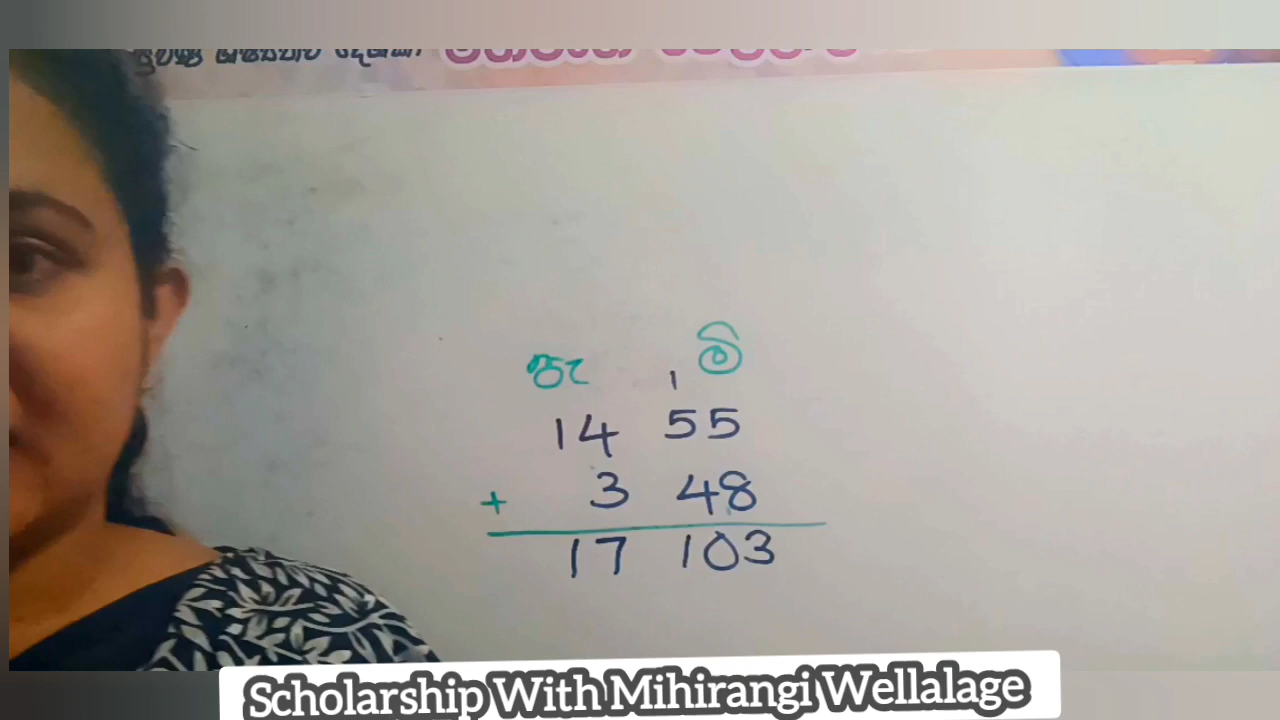 පැ මි
1
14 55
+ 3 48
17 103
Scholarship With Mihirangi Wellalage